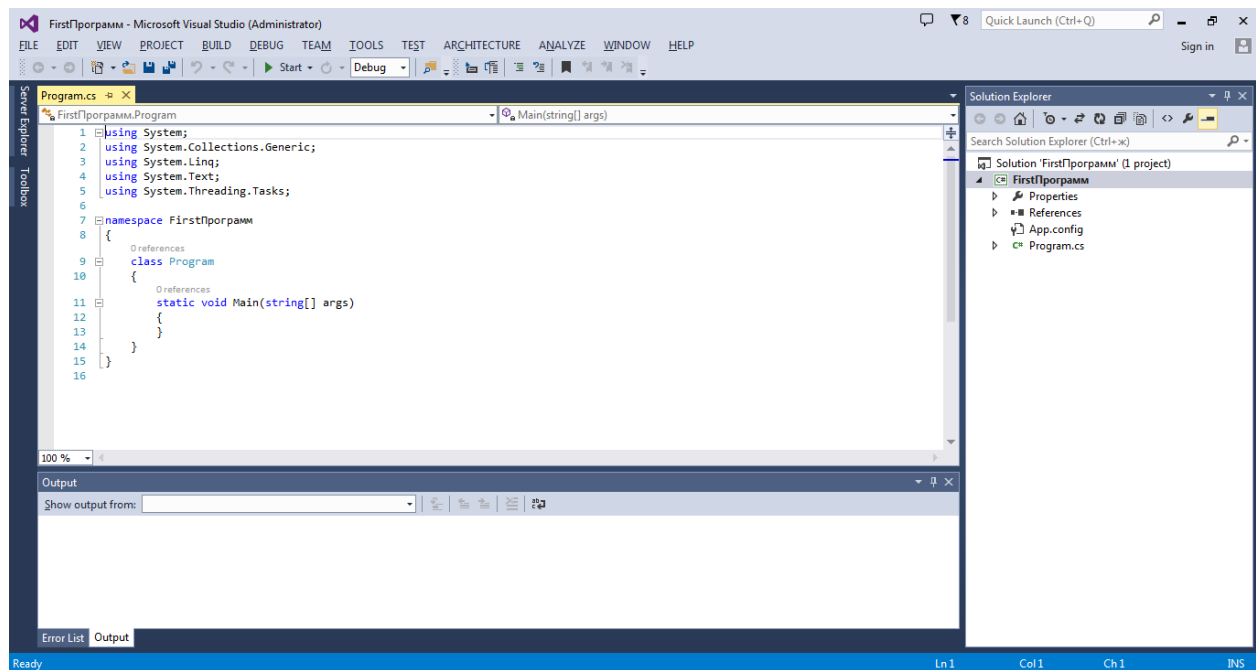 FirstПрограмм - Microsoft Visual Studio (Administrator)
8
Quick Launch (Ctrl+Q)
FILE EDIT VIEW PROJECT BUILD DEBUG TEAM TOOLS TEST ARCHITECTURE ANALYZE WINDOW HELP
Sign in
Start
Debug
Server Explorer
Toolbox
Program.cs
FirstПрограмм.Program
Main(string[] args)
1 using System;
2 using System.Collections.Generic;
3 using System.Linq;
4 using System.Text;
5 using System.Threading.Tasks;
6
7 namespace FirstПрограмм
8 {
0 references
9 class Program
10 {
0 references
11 static void Main(string[] args)
12 {
13 }
14 }
15 }
16
100 %
Output
Show output from:
Error List Output
Solution Explorer
Search Solution Explorer (Ctrl+ж)
Solution 'FirstПрограмм' (1 project)
C# FirstПрограмм
Properties
References
App.config
C# Program.cs
Ready
Ln 1 Col 1 Ch 1 INS